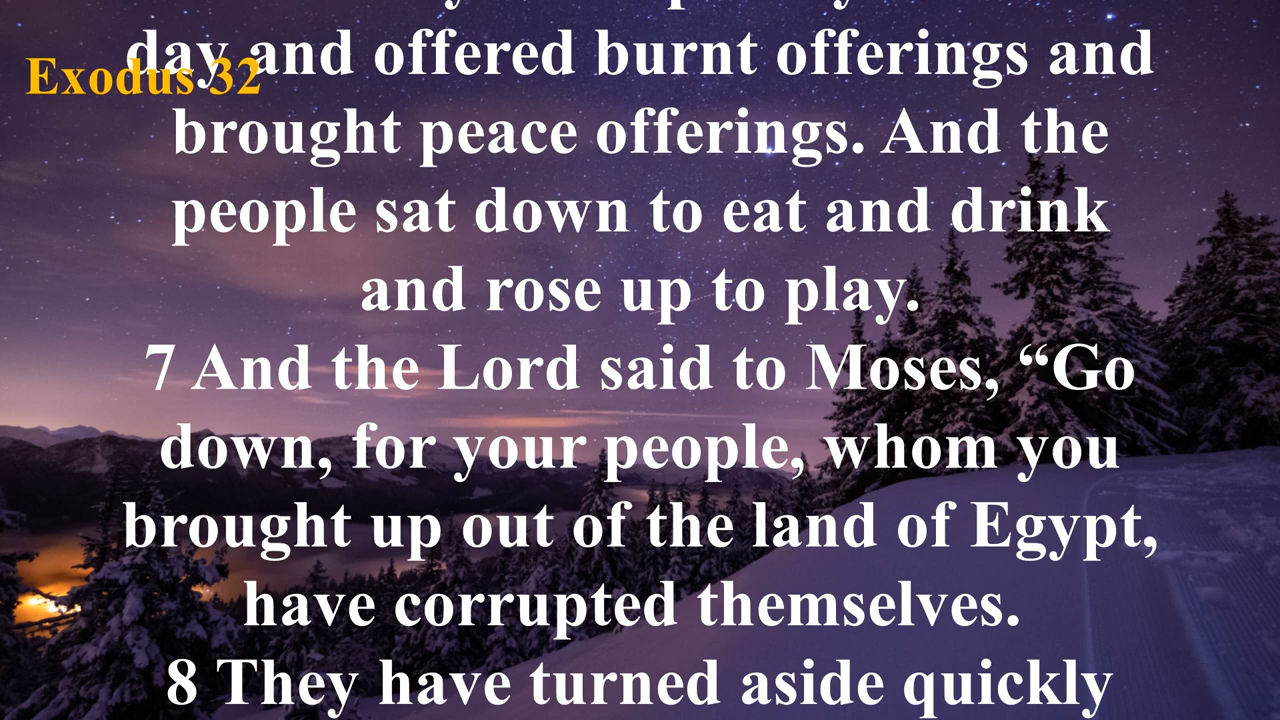 day and offered burnt offerings and
Exodus 32
brought peace offerings. And the
people sat down to eat and drink
and rose up to play.
7 And the Lord said to Moses, “Go
down, for your people, whom you
brought up out of the land of Egypt,
have corrupted themselves.
8 They have turned aside quickly